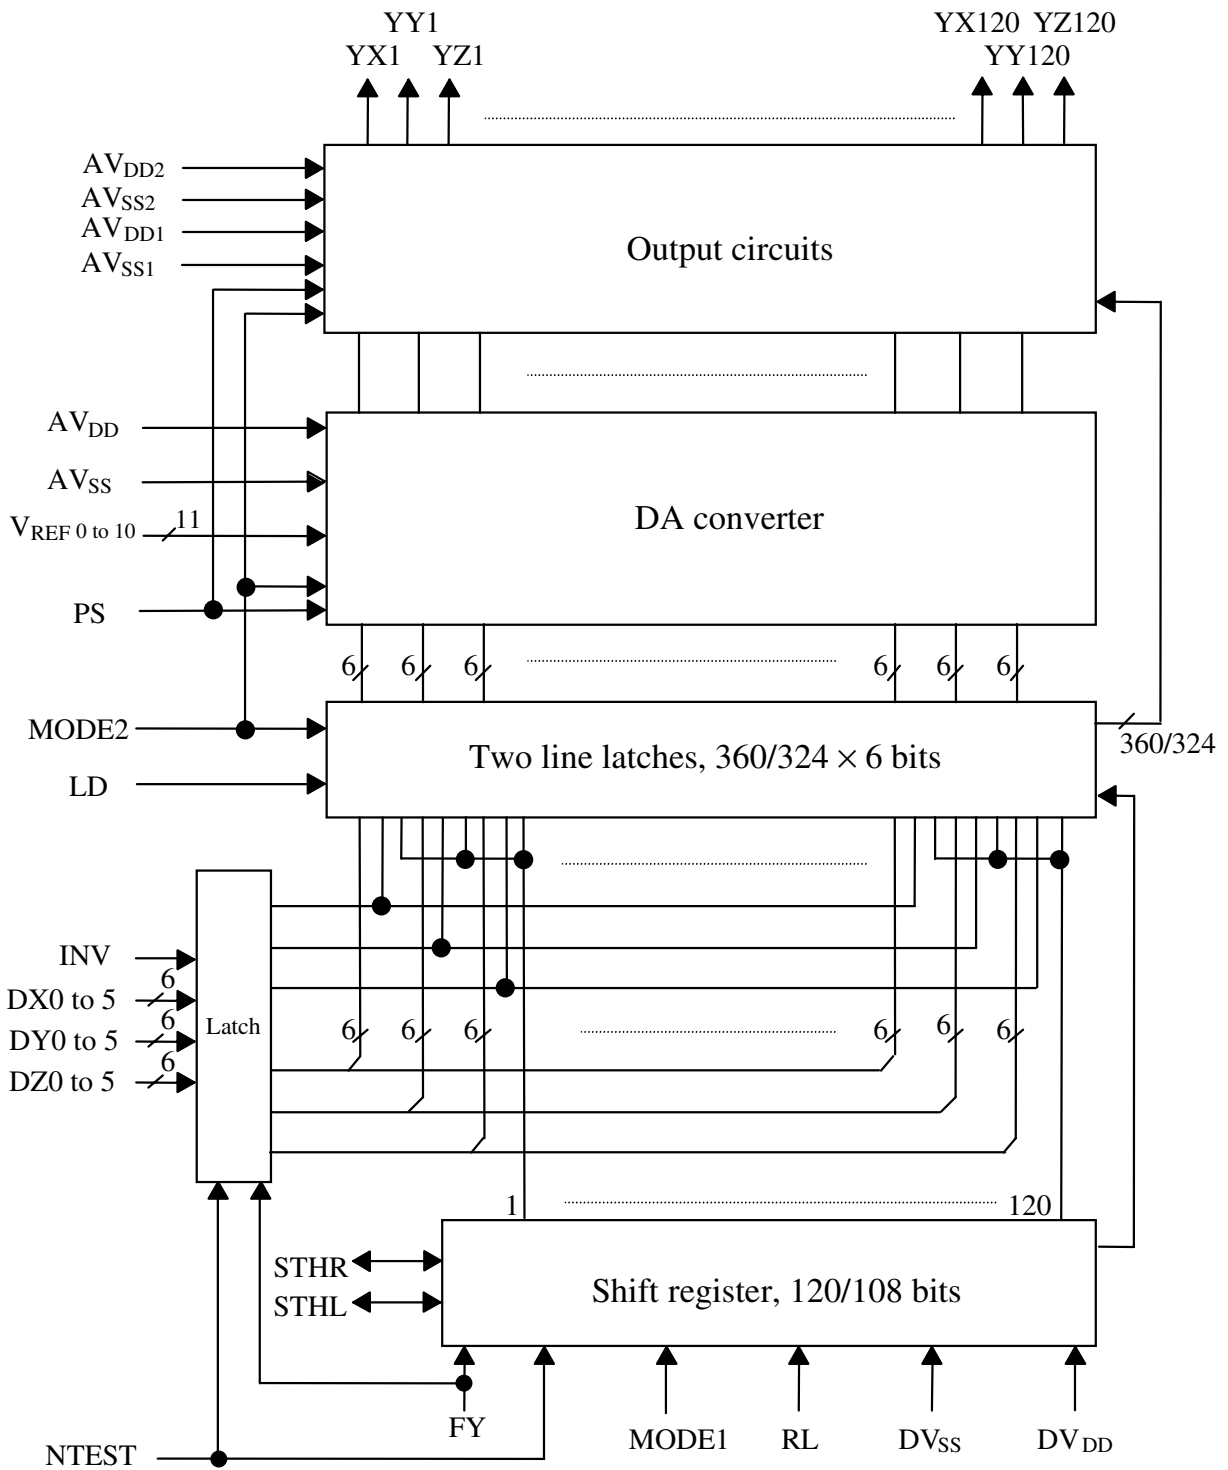 YY1
YX120 YZ120
YX1
YZ1
YY120
AVDD2
AVSS2
AVDD1
AVSS1
Output circuits
AVDD
AVSS
VREF 0 to 10
11
DA converter
PS
6 6 6 6 6 6
MODE2
360/324
Two line latches, 360/324 × 6 bits
LD
INV
6
DX0 to 5
6
DY0 to 5
6
DZ0 to 5
Latch
6 6 6 6 6 6
1
120
STHR
STHL
Shift register, 120/108 bits
FY
MODE1
RL
DVSS
DVDD
NTEST